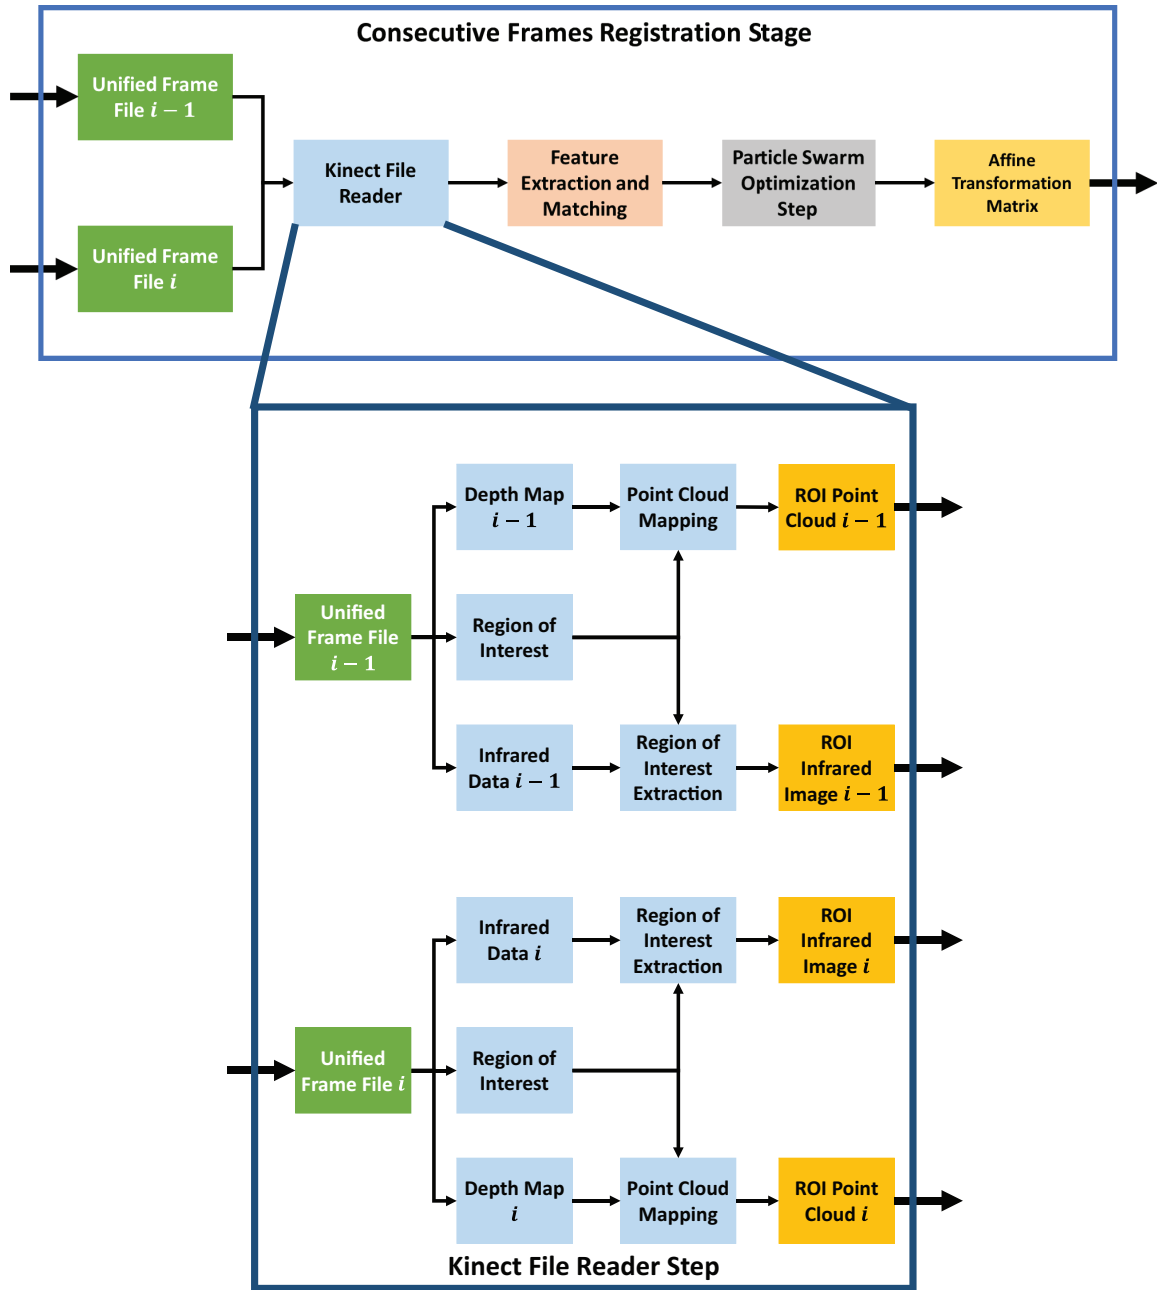 Consecutive Frames Registration Stage
Unified Frame
File i − 1
Unified Frame
File i
Kinect File
Reader
Feature
Extraction and
Matching
Particle Swarm
Optimization
Step
Affine
Transformation
Matrix
Depth Map
i − 1
Point Cloud
Mapping
ROI Point
Cloud i − 1
Unified
Frame File
i − 1
Region of
Interest
Infrared
Data i − 1
Region of
Interest
Extraction
ROI
Infrared
Image i − 1
Infrared
Data i
Region of
Interest
Extraction
ROI
Infrared
Image i
Unified
Frame File i
Region of
Interest
Depth Map
i
Point Cloud
Mapping
ROI Point
Cloud i
Kinect File Reader Step